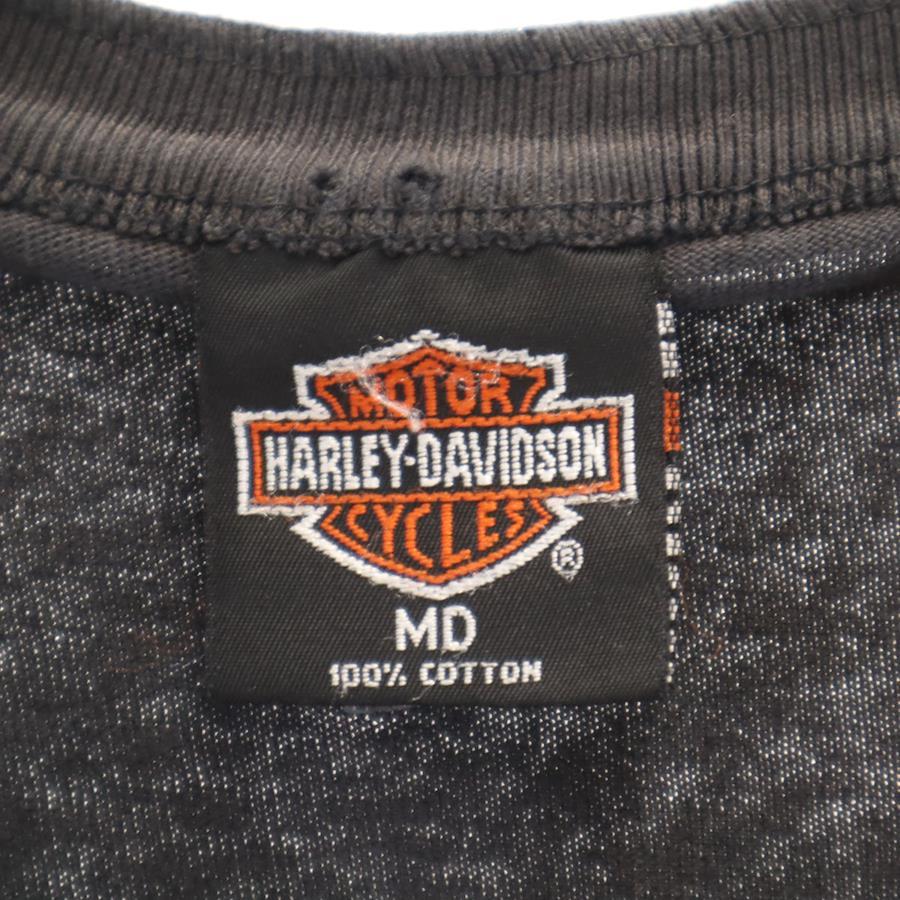 MOTOR
HARLEY-DAVIDSON
CYCLES
®
MD
100% COTTON